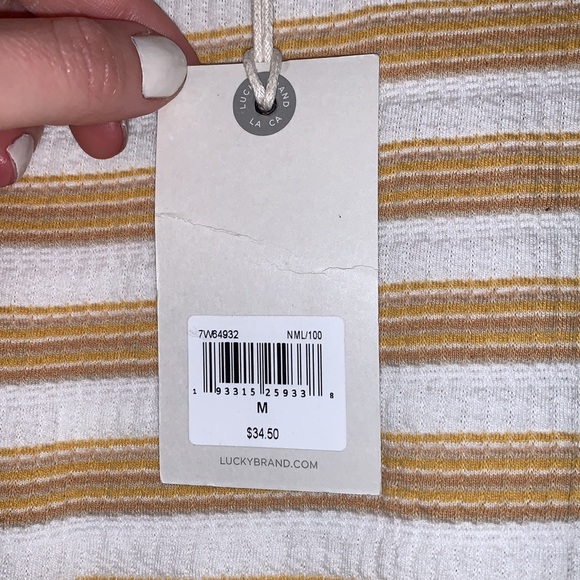 LUCKY BRAND
LA CA
7W64932 NML/100
1 93315 25933 8
M
$34.50
LUCKYBRAND.COM